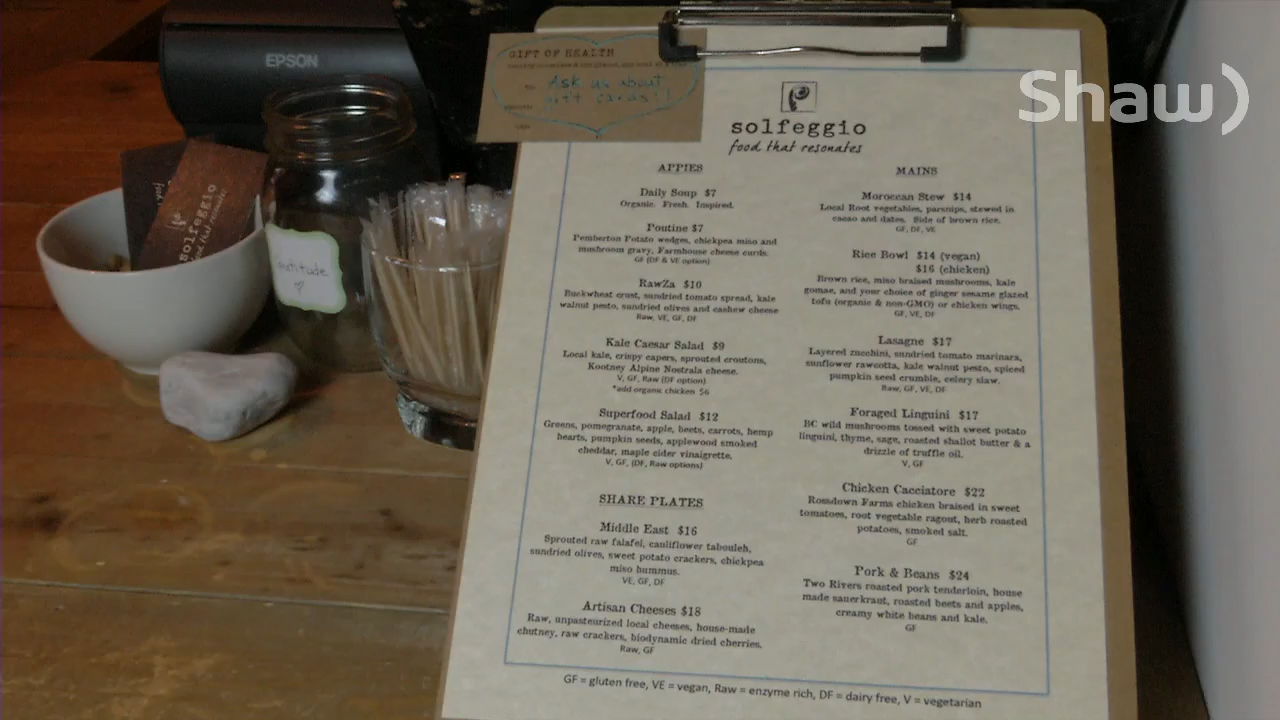 EPSON
GIFT OF HEALTH
Ask us about
gift cards!!
Shaw)
solfeggio
food that resonates
solfeggio
food that resonates
gratitude
APPIES
Daily Soup $7
Organic. Fresh. Inspired.
Poutine $7
Pemberton Potato wedges, chickpea miso and
mushroom gravy, Farmhouse cheese curds.
GF (DF & VE option)
RawZa $10
Buckwheat crust, sundried tomato spread, kale
walnut pesto, sundried olives and cashew cheese
Raw, VE, GF, DF
Kale Caesar Salad $9
Local kale, crispy capers, sprouted croutons,
Kootney Alpine Nostrala cheese.
V, GF, Raw (DF option)
*add organic chicken $6
Superfood Salad $12
Greens, pomegranate, apple, beets, carrots, hemp
hearts, pumpkin seeds, applewood smoked
cheddar, maple cider vinaigrette.
V, GF, (DF, Raw options)
SHARE PLATES
Middle East $16
Sprouted raw falafel, cauliflower tabouleh,
sundried olives, sweet potato crackers, chickpea
miso hummus.
VE, GF, DF
Artisan Cheeses $18
Raw, unpasteurized local cheeses, house-made
chutney, raw crackers, biodynamic dried cherries.
Raw, GF
MAINS
Moroccan Stew $14
Local Root vegetables, parsnips, stewed in
cacao and dates. Side of brown rice.
GF, DF, VE
Rice Bowl $14 (vegan)
$16 (chicken)
Brown rice, miso braised mushrooms, kale
gomae, and your choice of ginger sesame glazed
tofu (organic & non-GMO) or chicken wings.
GF, VE, DF
Lasagne $17
Layered zucchini, sundried tomato marinara,
sunflower rawcotta, kale walnut pesto, spiced
pumpkin seed crumble, celery slaw.
Raw, GF, VE, DF
Foraged Linguini $17
BC wild mushrooms tossed with sweet potato
linguini, thyme, sage, roasted shallot butter & a
drizzle of truffle oil.
V, GF
Chicken Cacciatore $22
Rossdown Farms chicken braised in sweet
tomatoes, root vegetable ragout, herb roasted
potatoes, smoked salt.
GF
Pork & Beans $24
Two Rivers roasted pork tenderloin, house
made sauerkraut, roasted beets and apples,
creamy white beans and kale.
GF
GF = gluten free, VE = vegan, Raw = enzyme rich, DF = dairy free, V = vegetarian